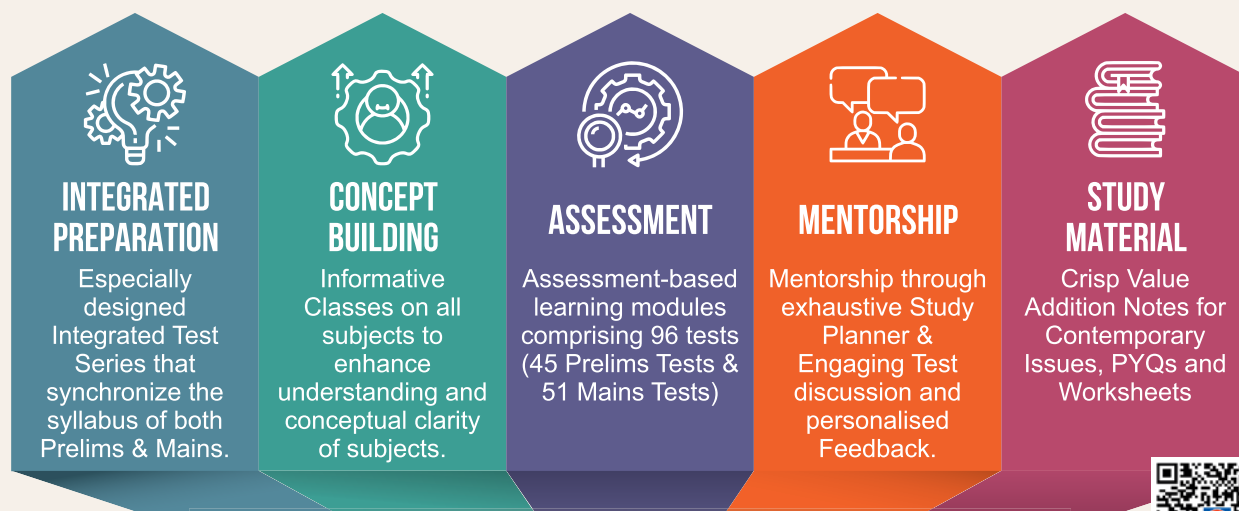 INTEGRATED
PREPARATION
Especially
designed
Integrated Test
Series that
synchronize the
syllabus of both
Prelims & Mains.
CONCEPT
BUILDING
Informative
Classes on all
subjects to
enhance
understanding and
conceptual clarity
of subjects.
ASSESSMENT
Assessment-based
learning modules
comprising 96 tests
(45 Prelims Tests &
51 Mains Tests)
MENTORSHIP
Mentorship through
exhaustive Study
Planner &
Engaging Test
discussion and
personalised
Feedback.
STUDY
MATERIAL
Crisp Value
Addition Notes for
Contemporary
Issues, PYQs and
Worksheets